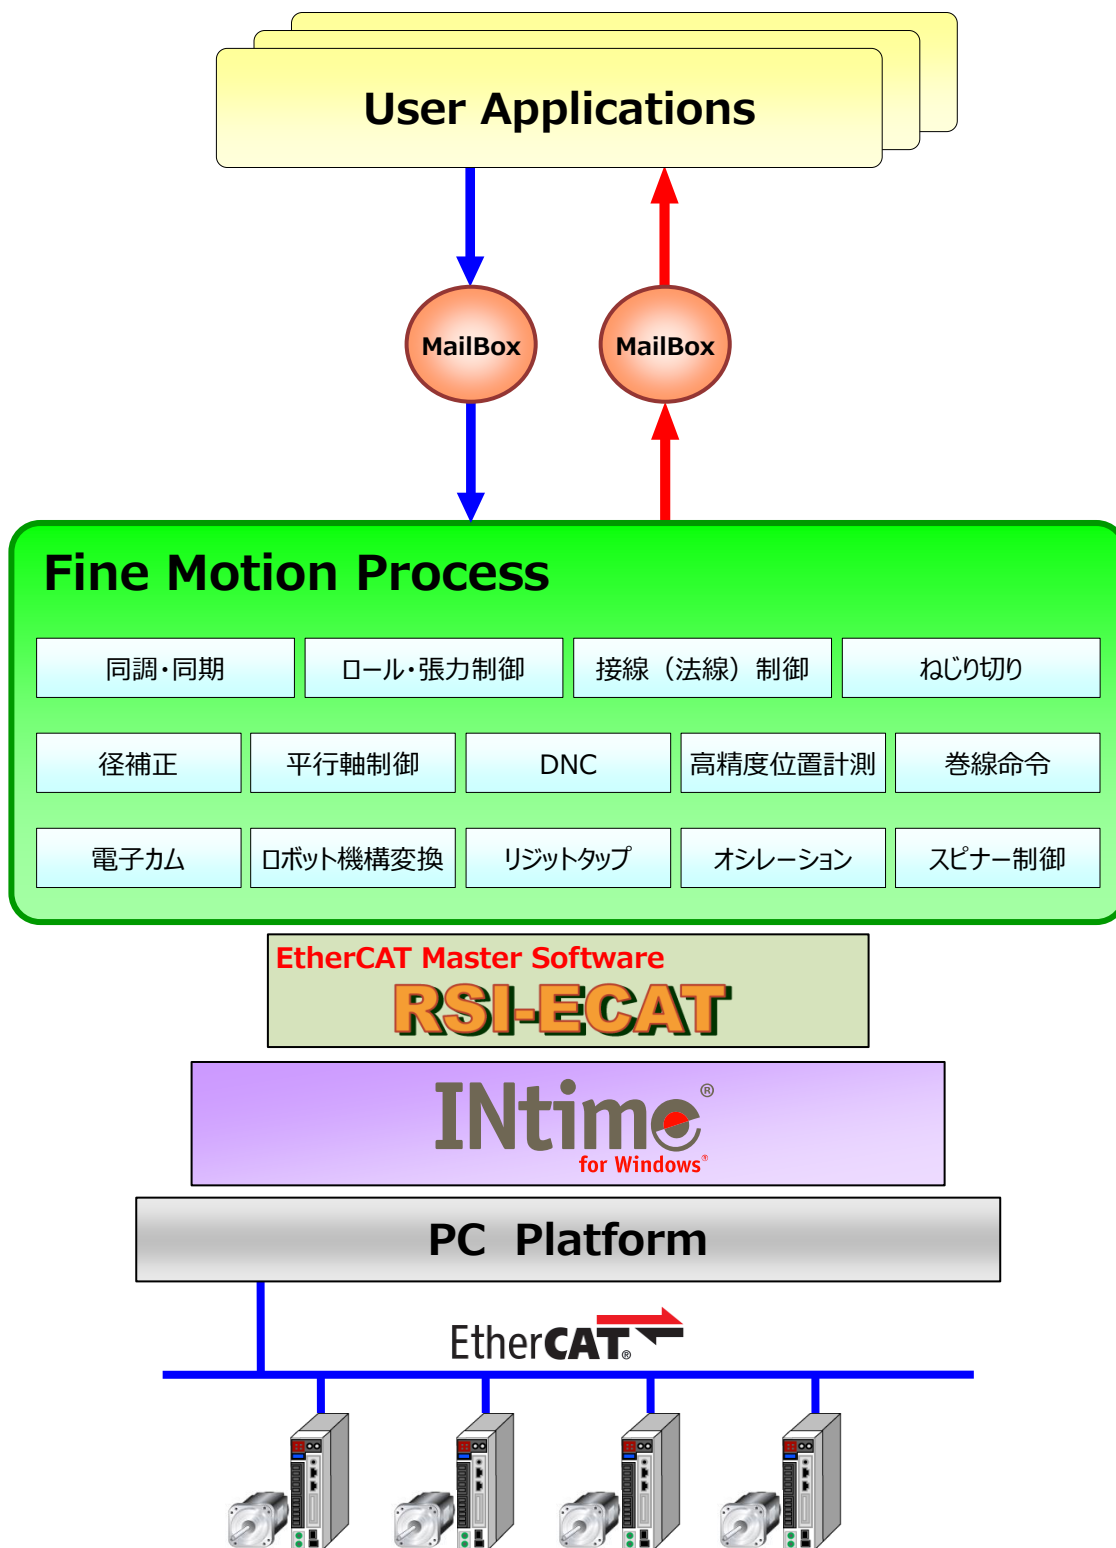 User Applications
MailBox
MailBox
Fine Motion Process
同調・同期
ロール・張力制御
接線（法線）制御
ねじり切り
径補正
平行軸制御
DNC
高精度位置計測
巻線命令
電子カム
ロボット機構変換
リジットタップ
オシレーション
スピナー制御
EtherCAT Master Software
RSI-ECAT
INtime®
for Windows®
PC Platform
EtherCAT®